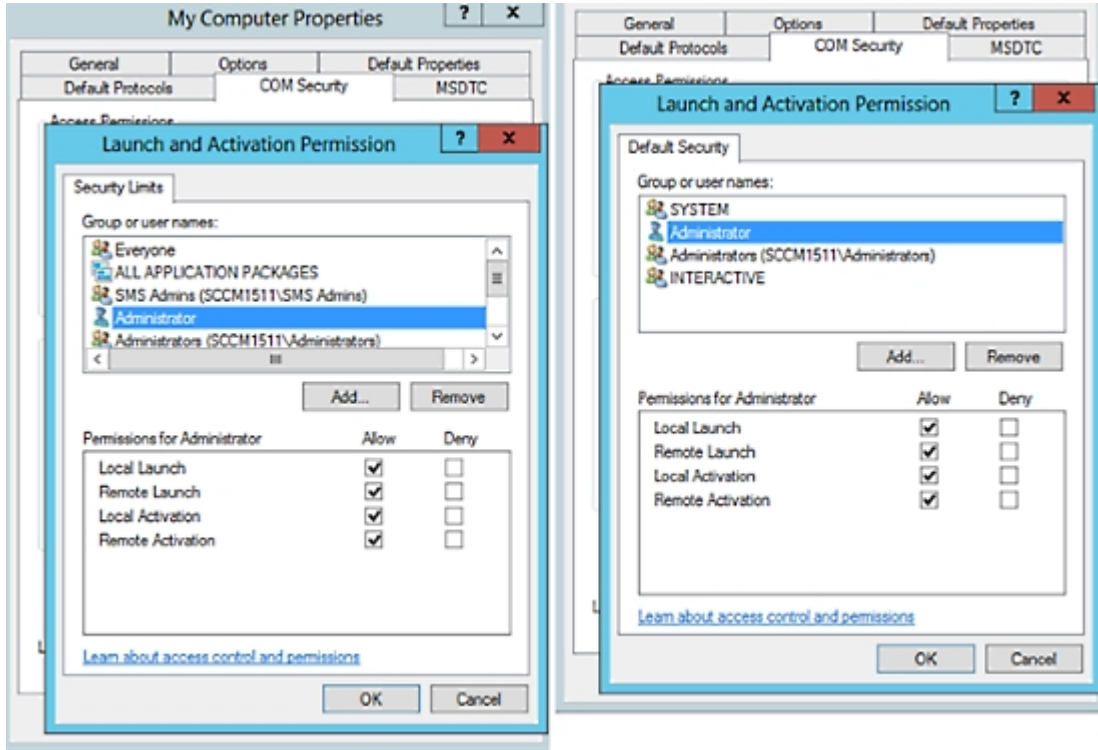 My Computer Properties
? x
General Options Default Properties
Default Protocols COM Security MSDTC
Access Permissions
Launch and Activation Permission
? x
Security Limits
Group or user names:
Everyone
ALL APPLICATION PACKAGES
SMS Admins (SCCM1511\SMS Admins)
Administrator
Administrators (SCCM1511\Administrators)
Add... Remove
Permissions for Administrator Allow Deny
Local Launch
Remote Launch
Local Activation
Remote Activation
Learn about access control and permissions
OK Cancel
General Options Default Properties
Default Protocols COM Security MSDTC
Access Permissions
Launch and Activation Permission
? x
Default Security
Group or user names:
SYSTEM
Administrator
Administrators (SCCM1511\Administrators)
INTERACTIVE
Add... Remove
Permissions for Administrator Allow Deny
Local Launch
Remote Launch
Local Activation
Remote Activation
Learn about access control and permissions
OK Cancel